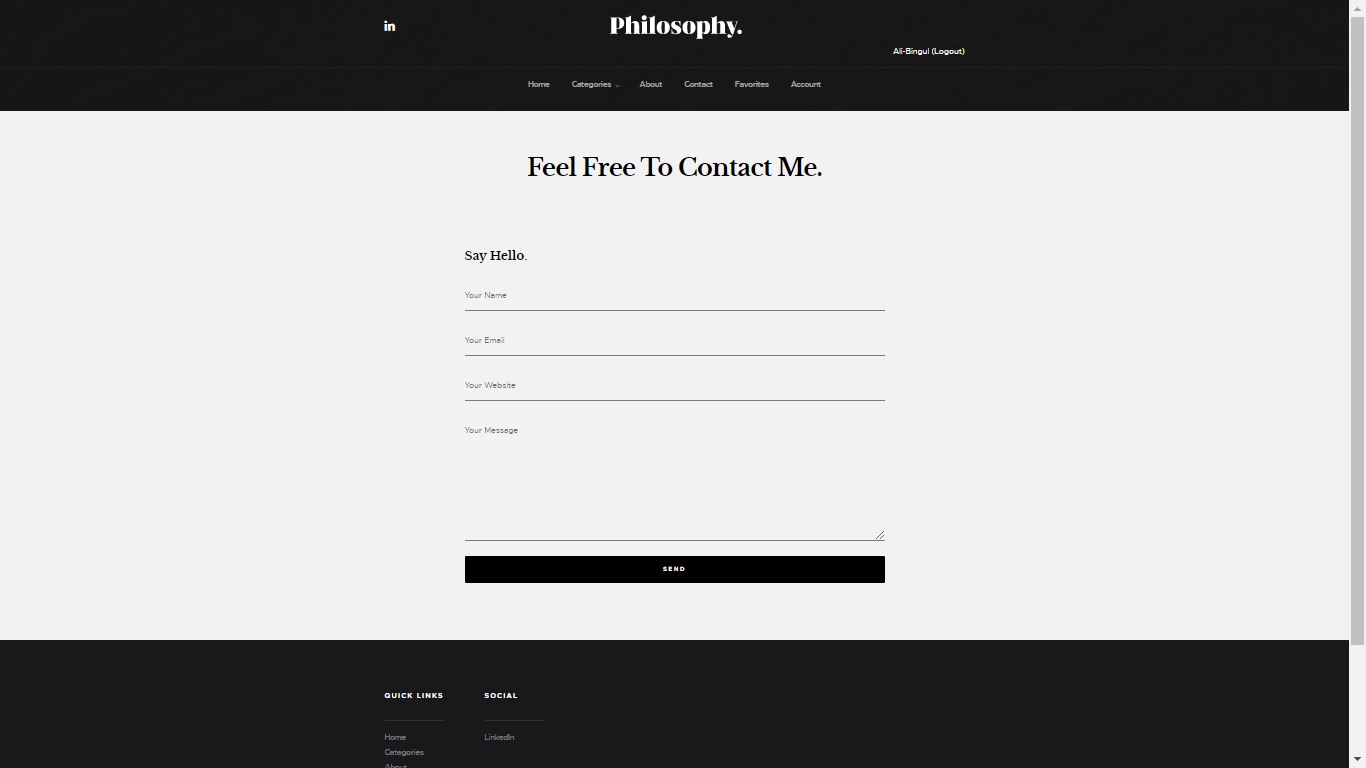 in
Philosophy.
Ali-Bingul (Logout)
Home Categories About Contact Favorites Account
Feel Free To Contact Me.
Say Hello.
Your Name
Your Email
Your Website
Your Message
SEND
QUICK LINKS SOCIAL
Home LinkedIn
Categories
About